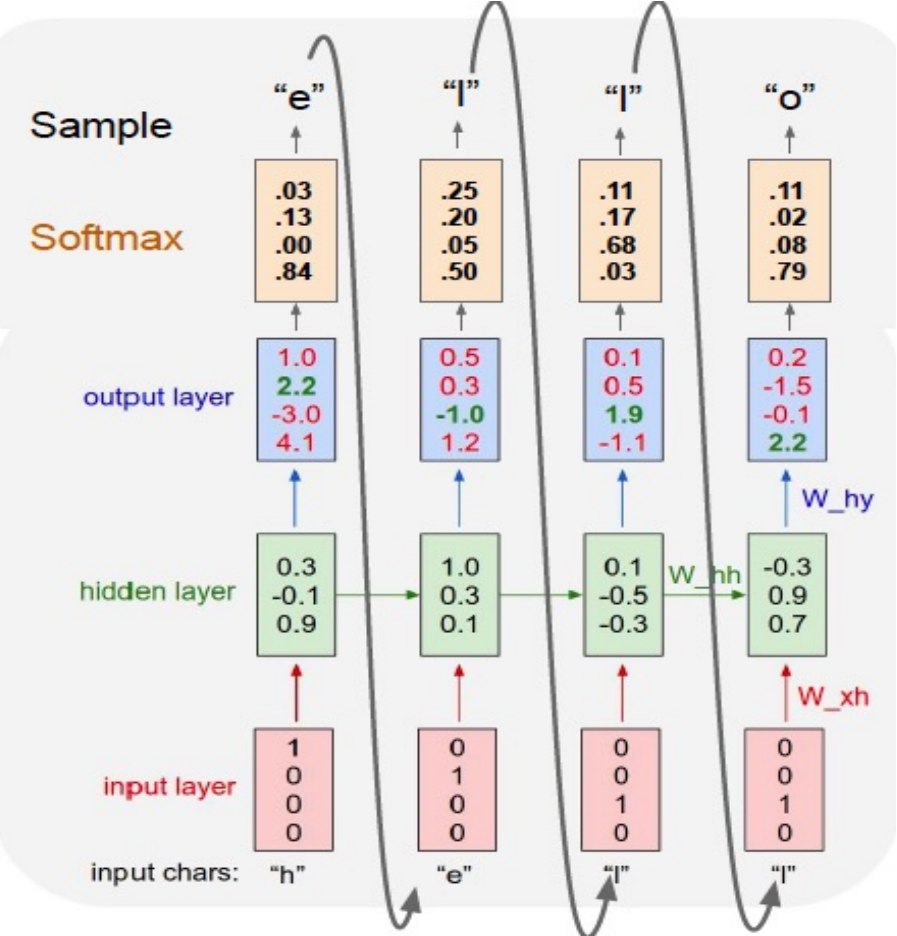 Sample “e” “l” “l” “o”
Softmax
.03 .25 .11 .11
.13 .20 .17 .02
.00 .05 .68 .08
.84 .50 .03 .79
output layer
1.0 0.5 0.1 0.2
2.2 0.3 0.5 -1.5
-3.0 -1.0 1.9 -0.1
4.1 1.2 -1.1 2.2
W_hy
hidden layer
0.3 1.0 0.1 -0.3
-0.1 0.3 -0.5 0.9
0.9 0.1 -0.3 0.7
W_hh
W_xh
input layer
1 0 0 0
0 1 0 0
0 0 1 1
0 0 0 0
input chars: “h” “e” “l” “l”